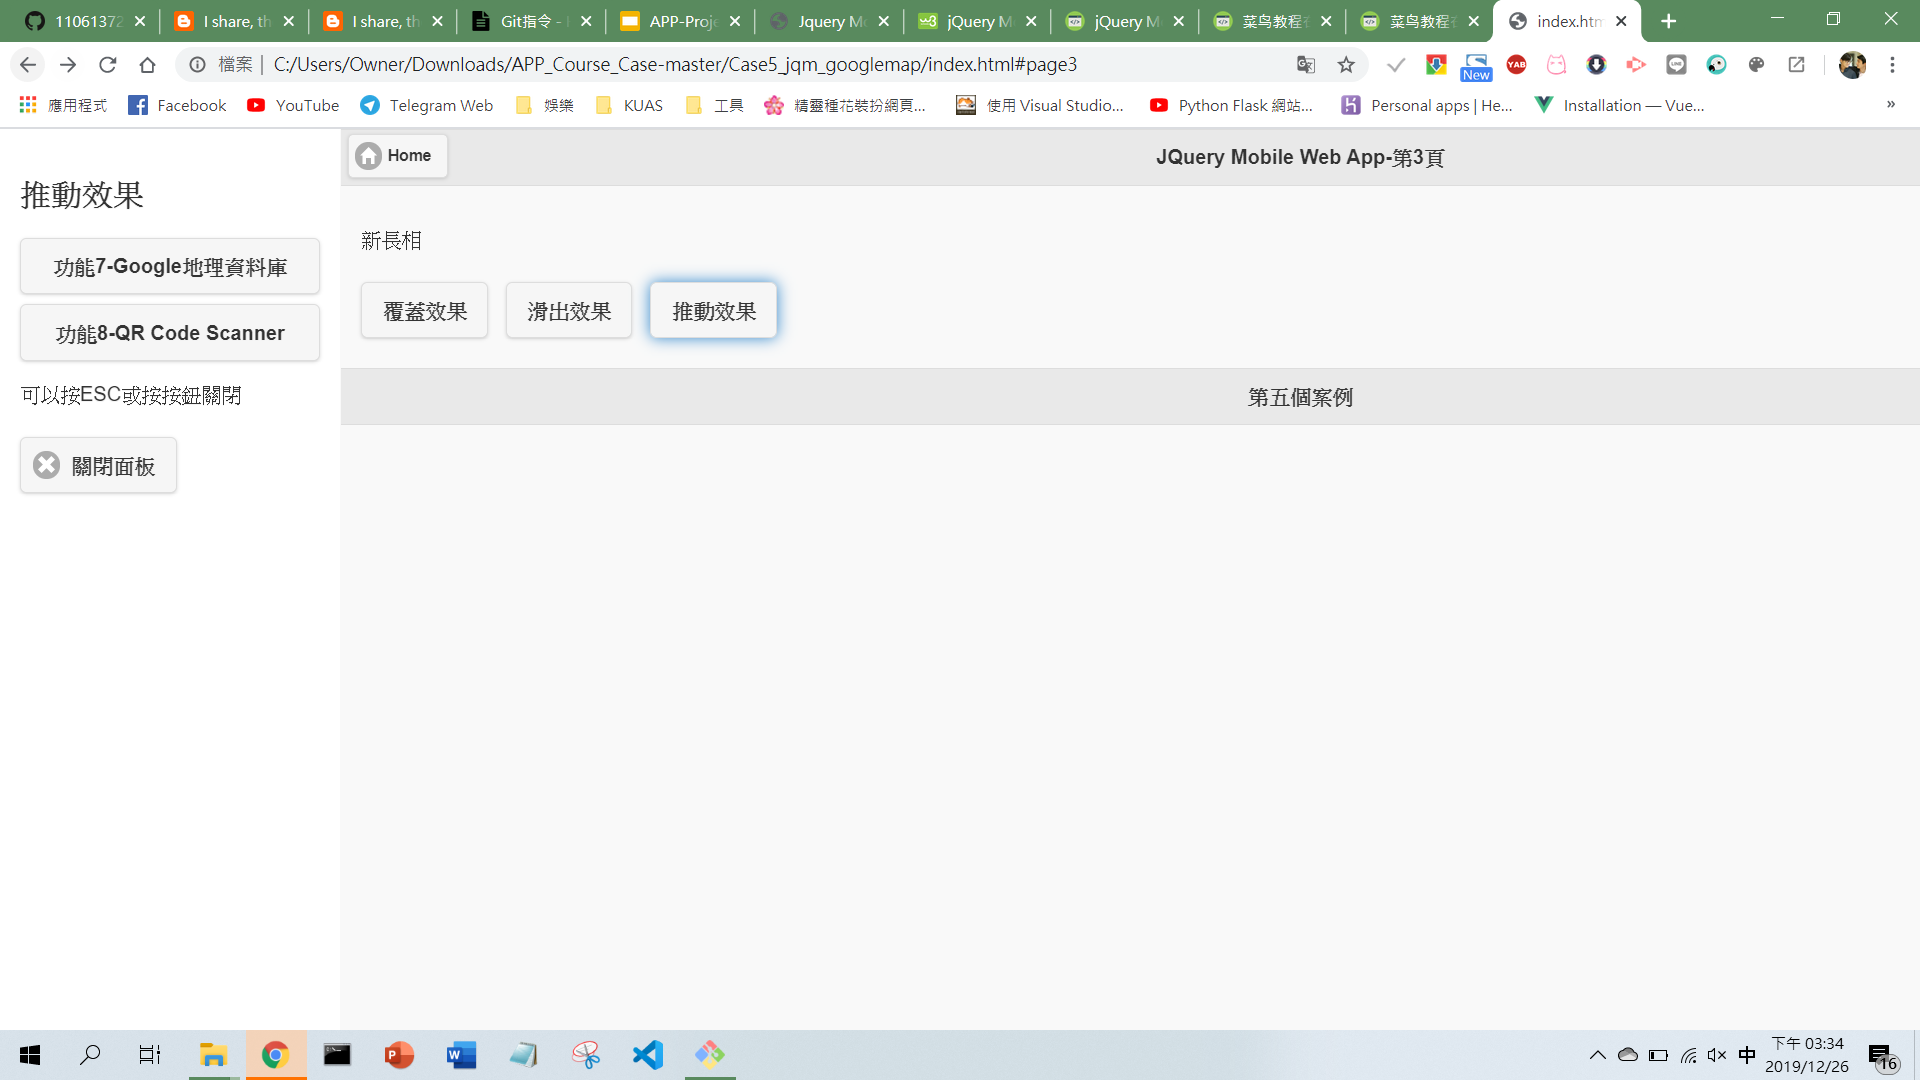 11061372
I share, th
I share, th
Git指令 -
APP-Proje
Jquery Mo
jQuery M
jQuery M
菜鸟教程
菜鸟教程
index.htm
檔案 | C:/Users/Owner/Downloads/APP_Course_Case-master/Case5_jqm_googlemap/index.html#page3
New
YAB
應用程式
Facebook
YouTube
Telegram Web
娛樂
KUAS
工具
精靈種花裝扮網頁...
使用 Visual Studio...
Python Flask 網站...
Personal apps | He...
Installation — Vue...
»
推動效果
功能7-Google地理資料庫
功能8-QR Code Scanner
可以按ESC或按按鈕關閉
關閉面板
Home
JQuery Mobile Web App-第3頁
新長相
覆蓋效果
滑出效果
推動效果
第五個案例
中
下午 03:34
2019/12/26
16